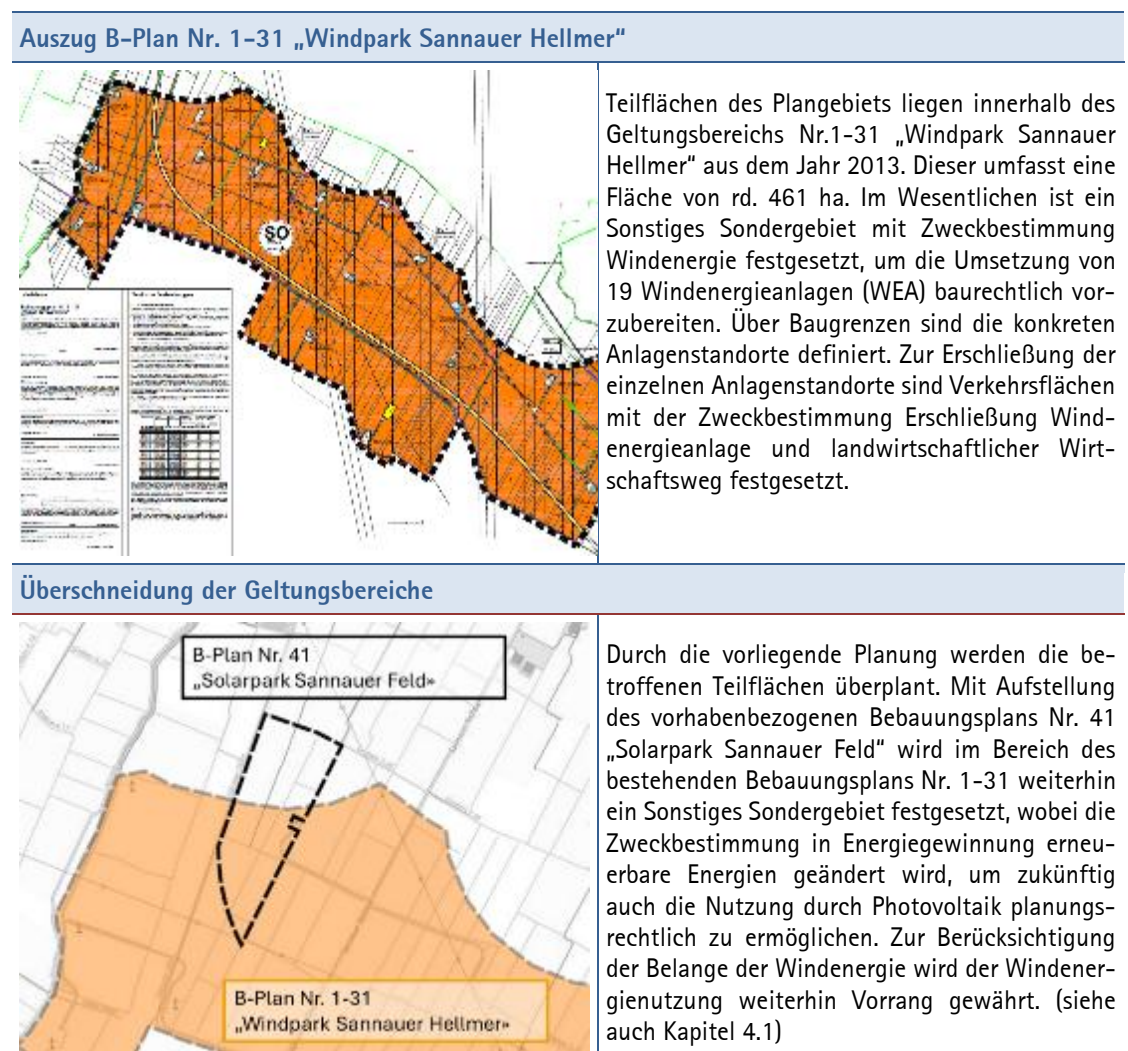 Auszug B-Plan Nr. 1-31 „Windpark Sannauer Hellmer“
SO
Teilflächen des Plangebiets liegen innerhalb des
Geltungsbereichs Nr.1-31 „Windpark Sannauer
Hellmer“ aus dem Jahr 2013. Dieser umfasst eine
Fläche von rd. 461 ha. Im Wesentlichen ist ein
Sonstiges Sondergebiet mit Zweckbestimmung
Windenergie festgesetzt, um die Umsetzung von
19 Windenergieanlagen (WEA) baurechtlich vor-
zubereiten. Über Baugrenzen sind die konkreten
Anlagenstandorte definiert. Zur Erschließung der
einzelnen Anlagenstandorte sind Verkehrsflächen
mit der Zweckbestimmung Erschließung Wind-
energieanlage und landwirtschaftlicher Wirt-
schaftsweg festgesetzt.
Überschneidung der Geltungsbereiche
B-Plan Nr. 41
„Solarpark Sannauer Feld“
B-Plan Nr. 1-31
„Windpark Sannauer Hellmer“
Durch die vorliegende Planung werden die be-
troffenen Teilflächen überplant. Mit Aufstellung
des vorhabenbezogenen Bebauungsplans Nr. 41
„Solarpark Sannauer Feld“ wird im Bereich des
bestehenden Bebauungsplans Nr. 1-31 weiterhin
ein Sonstiges Sondergebiet festgesetzt, wobei die
Zweckbestimmung in Energiegewinnung erneu-
erbare Energien geändert wird, um zukünftig
auch die Nutzung durch Photovoltaik planungs-
rechtlich zu ermöglichen. Zur Berücksichtigung
der Belange der Windenergie wird der Windener-
gienutzung weiterhin Vorrang gewährt. (siehe
auch Kapitel 4.1)